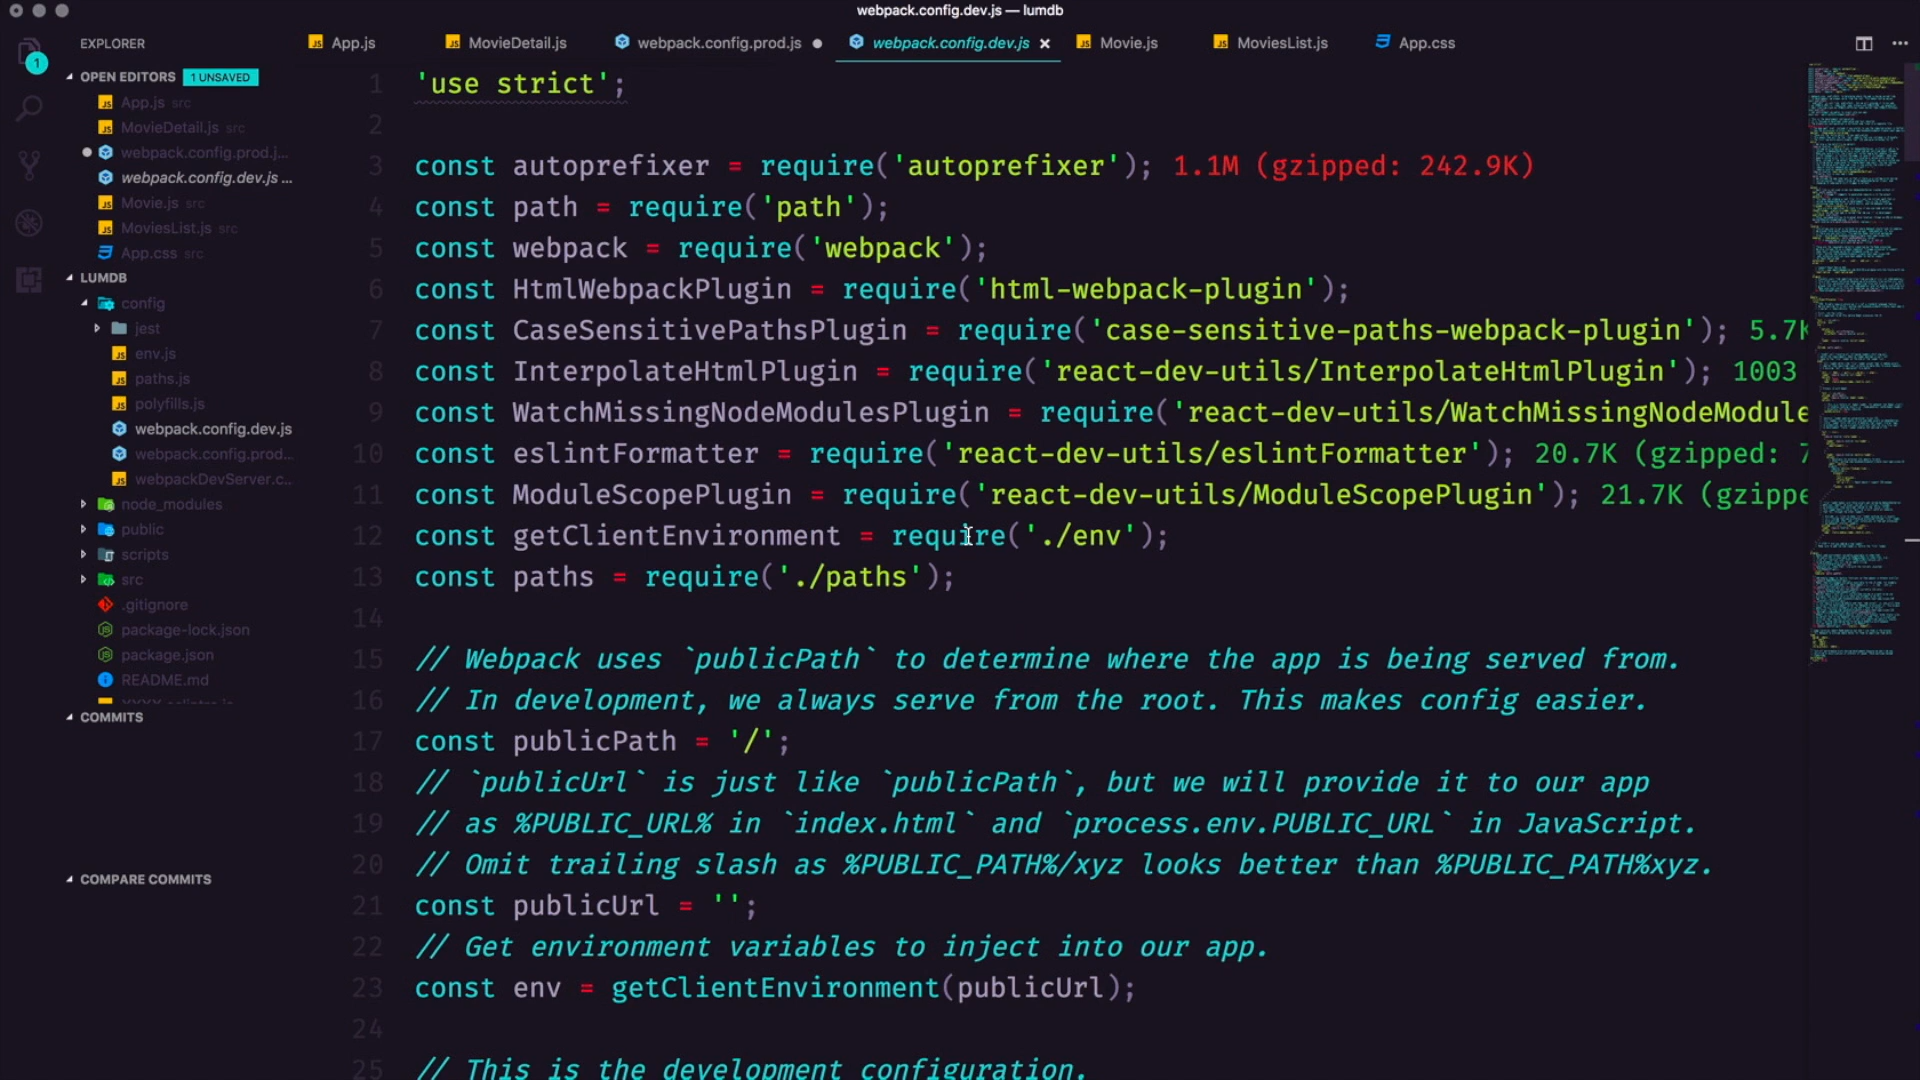 webpack.config.dev.js — lumdb
1
EXPLORER
App.js
MovieDetail.js
webpack.config.prod.js
webpack.config.dev.js
Movie.js
MoviesList.js
App.css
OPEN EDITORS 1 UNSAVED
App.js src
MovieDetail.js src
webpack.config.prod.j...
webpack.config.dev.js ...
Movie.js src
MoviesList.js src
App.css src
LUMDB
config
jest
env.js
paths.js
polyfills.js
webpack.config.dev.js
webpack.config.prod...
webpackDevServer.c...
node_modules
public
scripts
src
.gitignore
package-lock.json
package.json
README.md
COMMITS
COMPARE COMMITS
1 'use strict';
2
3 const autoprefixer = require('autoprefixer'); 1.1M (gzipped: 242.9K)
4 const path = require('path');
5 const webpack = require('webpack');
6 const HtmlWebpackPlugin = require('html-webpack-plugin');
7 const CaseSensitivePathsPlugin = require('case-sensitive-paths-webpack-plugin'); 5.7K
8 const InterpolateHtmlPlugin = require('react-dev-utils/InterpolateHtmlPlugin'); 1003
9 const WatchMissingNodeModulesPlugin = require('react-dev-utils/WatchMissingNodeModule
10 const eslintFormatter = require('react-dev-utils/eslintFormatter'); 20.7K (gzipped: 7
11 const ModuleScopePlugin = require('react-dev-utils/ModuleScopePlugin'); 21.7K (gzippe
12 const getClientEnvironment = require('./env');
13 const paths = require('./paths');
14
15 // Webpack uses `publicPath` to determine where the app is being served from.
16 // In development, we always serve from the root. This makes config easier.
17 const publicPath = '/';
18 // `publicUrl` is just like `publicPath`, but we will provide it to our app
19 // as %PUBLIC_URL% in `index.html` and `process.env.PUBLIC_URL` in JavaScript.
20 // Omit trailing slash as %PUBLIC_PATH%/xyz looks better than %PUBLIC_PATH%xyz.
21 const publicUrl = '';
22 // Get environment variables to inject into our app.
23 const env = getClientEnvironment(publicUrl);
24
25 // This is the development configuration.